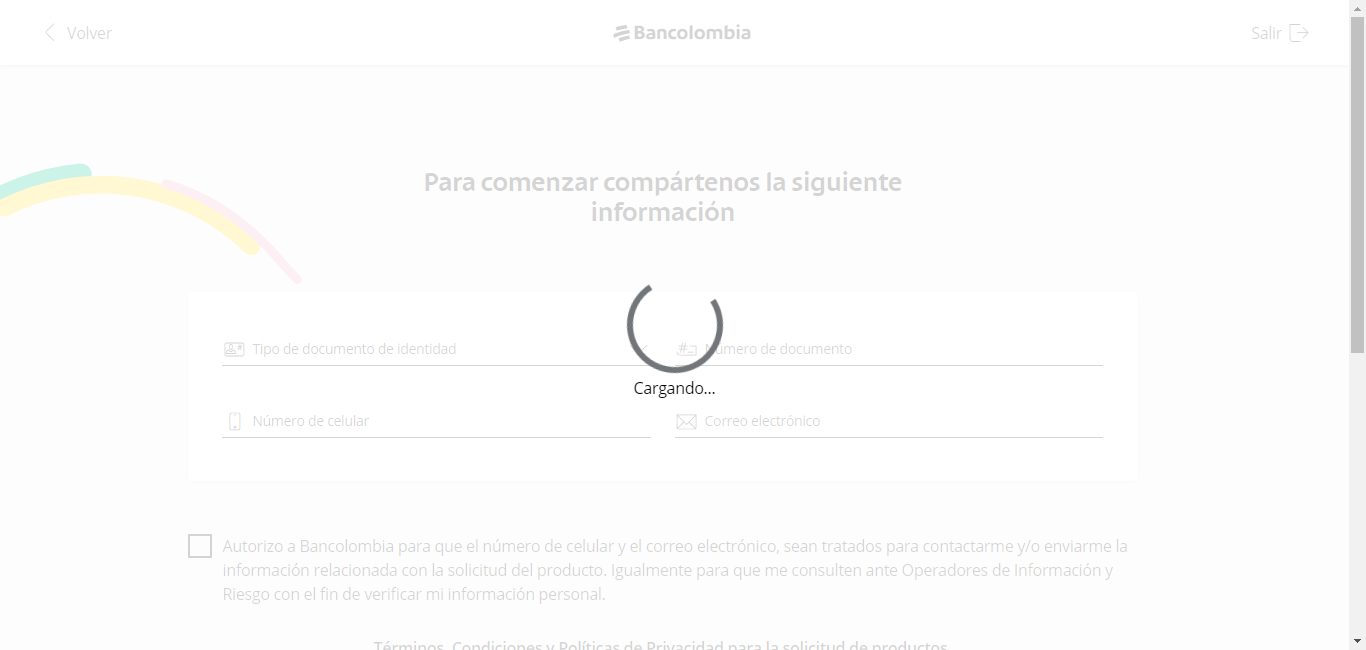 Volver
Bancolombia
Salir
Para comenzar compártenos la siguiente
información
Tipo de documento de identidad
Número de documento
Cargando...
Número de celular
Correo electrónico
Autorizo a Bancolombia para que el número de celular y el correo electrónico, sean tratados para contactarme y/o enviarme la
información relacionada con la solicitud del producto. Igualmente para que me consulten ante Operadores de Información y
Riesgo con el fin de verificar mi información personal.
Términos, Condiciones y Políticas de Privacidad para la solicitud de productos